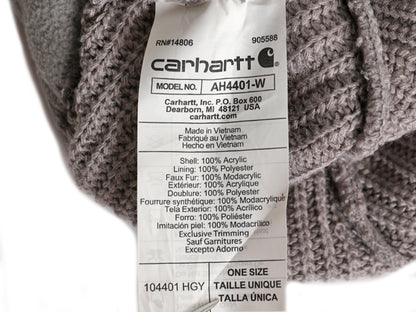 RN#14806 905588
carhartt
MODEL NO. AH4401-W
Carhartt, Inc. P.O. Box 600
Dearborn, MI 48121 USA
carhartt.com
Made in Vietnam
Fabriqué au Vietnam
Hecho en Vietnam
Shell: 100% Acrylic
Lining: 100% Polyester
Faux Fur: 100% Modacrylic
Extérieur: 100% Acrylique
Doublure: 100% Polyester
Fourrure synthétique: 100% Modacrylique
Tela Exterior: 100% Acrílico
Forro: 100% Poliéster
Imitación piel: 100% Modacrílico
Exclusive Trimming
Sauf Garnitures
Excepto Adorno
104401 HGY
ONE SIZE
TAILLE UNIQUE
TALLA ÚNICA